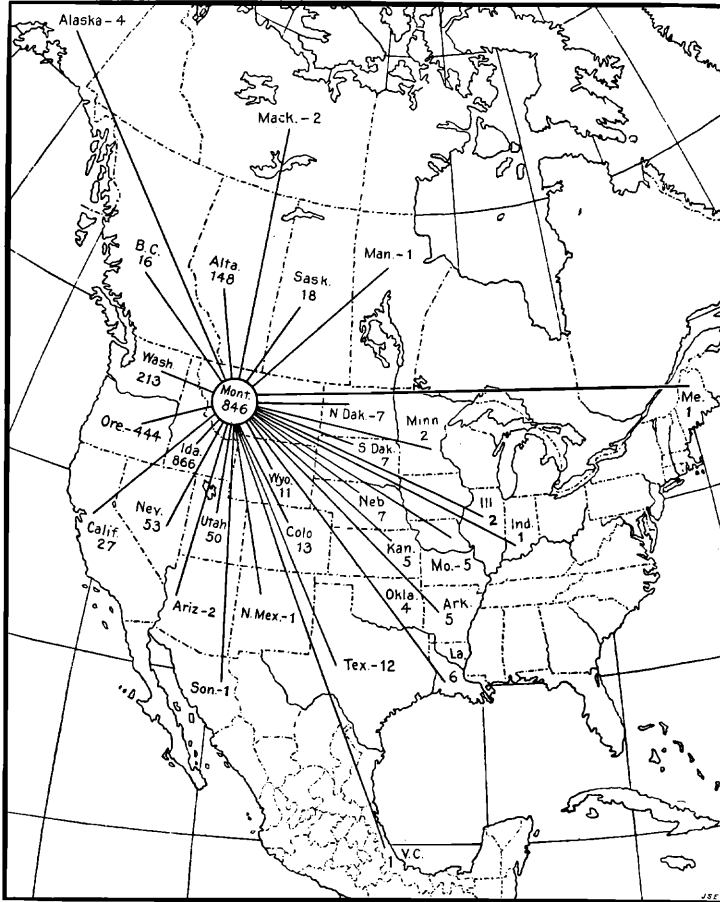 Alaska-4
Mack.-2
B.C.
16
Alta.
148
Sask.
18
Man.-1
Wash
213
Mont.
846
N Dak.-7
Minn
2
Me.
1
Ore-444
Ida.
866
S Dak.
7
Wyo.
11
Neb
7
Ill
2
Ind.
1
Calif.
27
Nev.
53
Utah
50
Colo
13
Kan.
5
Mo.-5
Ariz-2
N.Mex.-1
Okla.
4
Ark.
5
La.
6
Tex.-12
Son.-1
V.C.
1
JSE